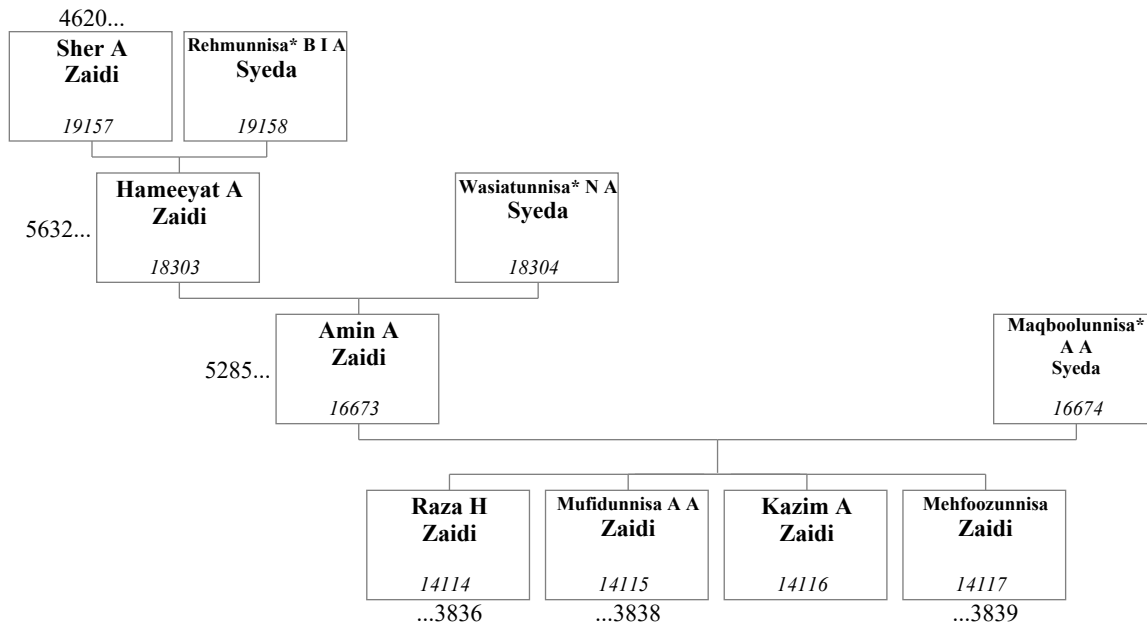 4620...
Sher A
Zaidi
19157
Rehmunnisa* B I A
Syeda
19158
Hameeyat A
Zaidi
18303
5632...
Wasiatunnisa* N A
Syeda
18304
Amin A
Zaidi
16673
5285...
Maqboolunnisa*
A A
Syeda
16674
Raza H
Zaidi
14114
...3836
Mufidunnisa A A
Zaidi
14115
...3838
Kazim A
Zaidi
14116
Mehfoozunnisa
Zaidi
14117
...3839